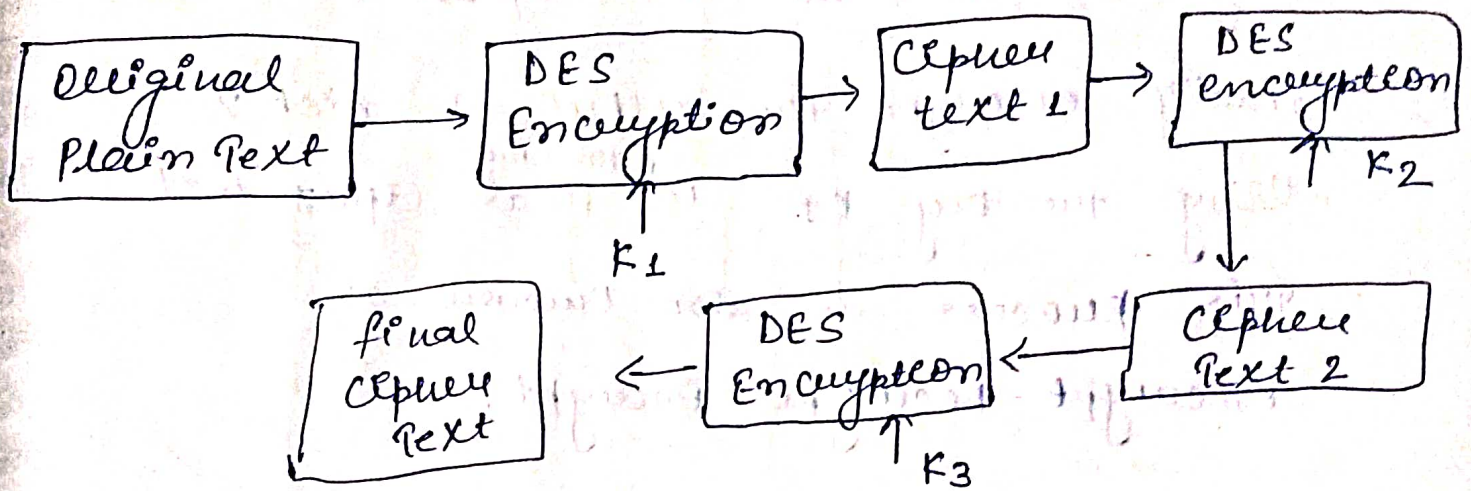 Original
Plain Text
DES
Encryption
K1
Cipher
text 1
DES
encryption
K2
Cipher
Text 2
DES
Encryption
K3
final
Cipher
Text